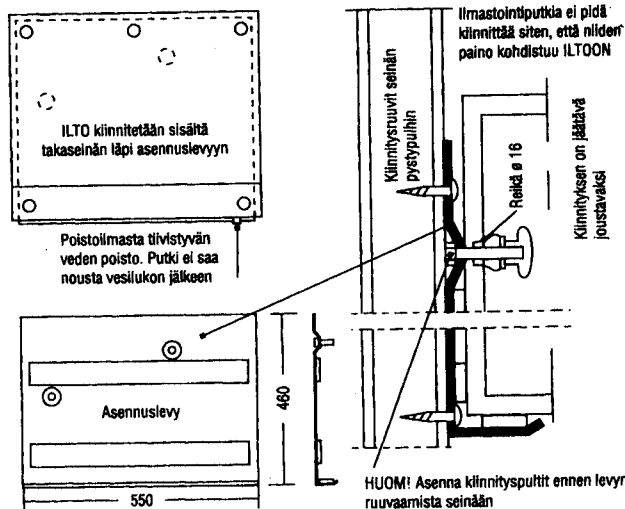 Ilmastointiputkia ei pidä
kiinnittää siten, että niiden
paino kohdistuu ILTOON
ILTO kiinnitetään sisältä
takaseinän läpi asennuslevyyn
Poistoilmasta tiivistyvän
veden poisto. Putki ei saa
nousta vesilukon jälkeen
Kiinnitysruuvit seinän
pystypuihin
Reikä ø 16
Kiinnityksen on jäätävä
joustavaksi
Asennuslevy
460
550
HUOM! Asenna kiinnityspultit ennen levyn
ruuvaamista seinään